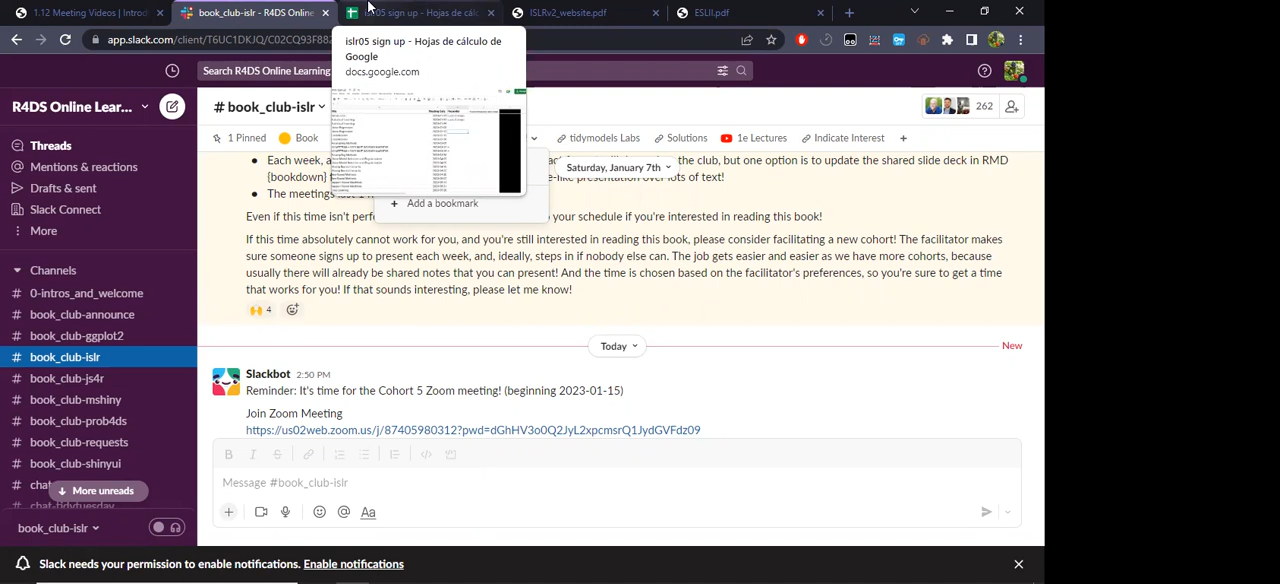 1.12 Meeting Videos | Introd
book_club-islr - R4DS Online
islr05 sign up - Hojas de cálc
ISLRv2_website.pdf
ESLII.pdf
app.slack.com/client/T6UC1DKJQ/C02CQ93F882
islr05 sign up - Hojas de cálculo de
Google
docs.google.com
Search R4DS Online Learning
R4DS Online Lear...
# book_club-islr
262
1 Pinned
Book
tidymodels Labs
Solutions
1e Lectures
Indicate Interest
Threads
Mentions & reactions
Drafts & sent
Slack Connect
More
Channels
# 0-intros_and_welcome
# book_club-announce
# book_club-ggplot2
# book_club-islr
# book_club-js4r
# book_club-mshiny
# book_club-prob4ds
# book_club-requests
# book_club-shinyui
# chat
More unreads
# chat-tidytuesday
book_club-islr
Each week, a
the club, but one option is to update the shared slide deck in RMD
Saturday, January 7th
{bookdown}
-like presentation over lots of text!
The meetings last 1
Add a bookmark
Even if this time isn't perf
your schedule if you're interested in reading this book!
If this time absolutely cannot work for you, and you're still interested in reading this book, please consider facilitating a new cohort! The facilitator makes
sure someone signs up to present each week, and, ideally, steps in if nobody else can. The job gets easier and easier as we have more cohorts, because
usually there will already be shared notes that you can present! And the time is chosen based on the facilitator's preferences, so you're sure to get a time
that works for you! If that sounds interesting, please let me know!
4
Today
New
Slackbot 2:50 PM
Reminder: It's time for the Cohort 5 Zoom meeting! (beginning 2023-01-15)
Join Zoom Meeting
https://us02web.zoom.us/j/87405980312?pwd=dGhHV3o0Q2JyL2xpcmsrQ1JydGVFdz09
Message #book_club-islr
Aa
Slack needs your permission to enable notifications. Enable notifications